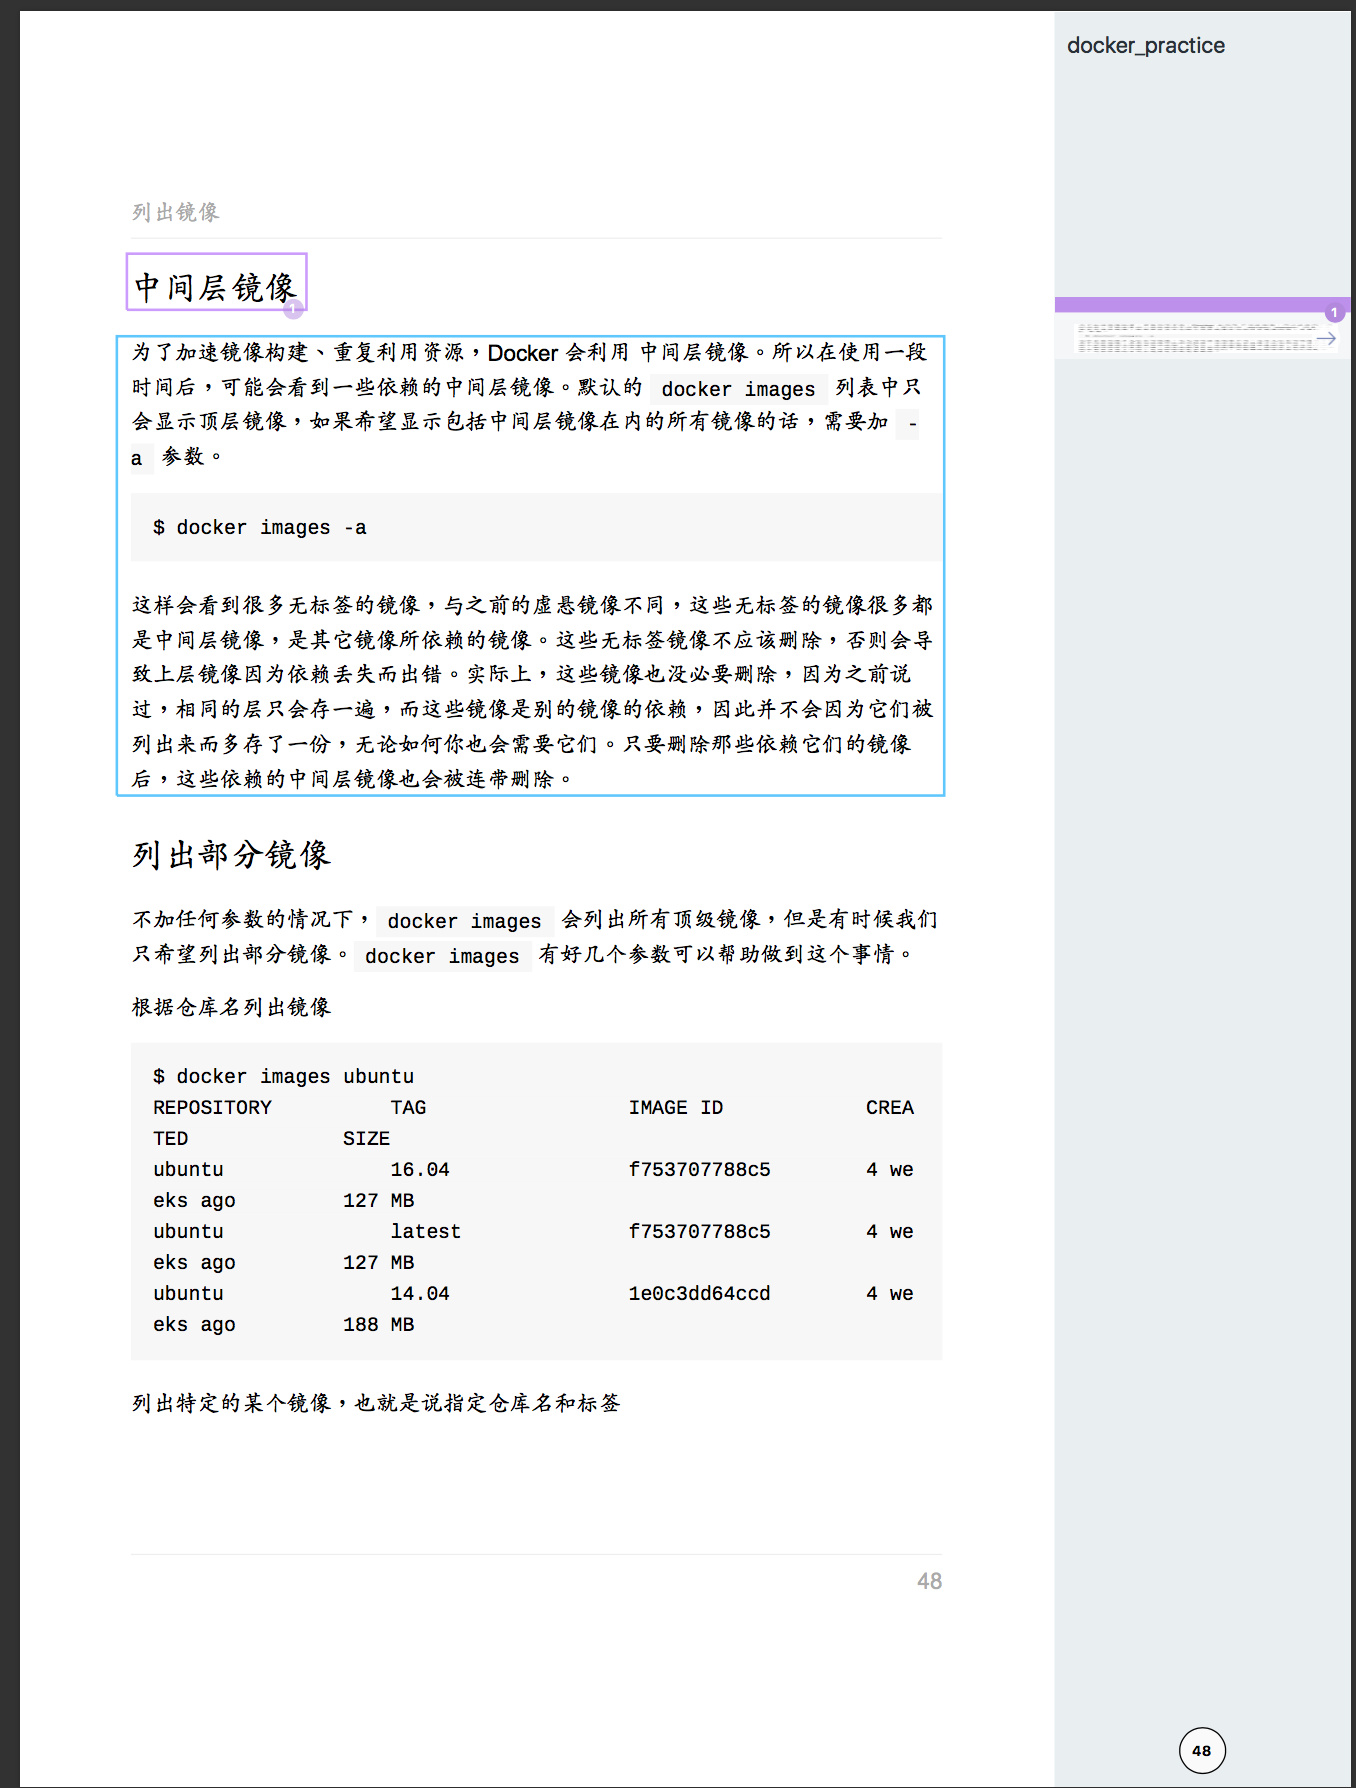 docker_practice
列出镜像
中间层镜像
1
1
为了加速镜像构建、重复利用资源，Docker 会利用 中间层镜像。所以在使用一段
时间后，可能会看到一些依赖的中间层镜像。默认的 docker images 列表中只
会显示顶层镜像，如果希望显示包括中间层镜像在内的所有镜像的话，需要加 -
a 参数。
$ docker images -a
这样会看到很多无标签的镜像，与之前的虚悬镜像不同，这些无标签的镜像很多都
是中间层镜像，是其它镜像所依赖的镜像。这些无标签镜像不应该删除，否则会导
致上层镜像因为依赖丢失而出错。实际上，这些镜像也没必要删除，因为之前说
过，相同的层只会存一遍，而这些镜像是别的镜像的依赖，因此并不会因为它们被
列出来而多存了一份，无论如何你也会需要它们。只要删除那些依赖它们的镜像
后，这些依赖的中间层镜像也会被连带删除。
列出部分镜像
不加任何参数的情况下， docker images 会列出所有顶级镜像，但是有时候我们
只希望列出部分镜像。 docker images 有好几个参数可以帮助做到这个事情。
根据仓库名列出镜像
$ docker images ubuntu
REPOSITORY          TAG                 IMAGE ID            CREA
TED             SIZE
ubuntu              16.04               f753707788c5        4 we
eks ago         127 MB
ubuntu              latest              f753707788c5        4 we
eks ago         127 MB
ubuntu              14.04               1e0c3dd64ccd        4 we
eks ago         188 MB
列出特定的某个镜像，也就是说指定仓库名和标签
48
48